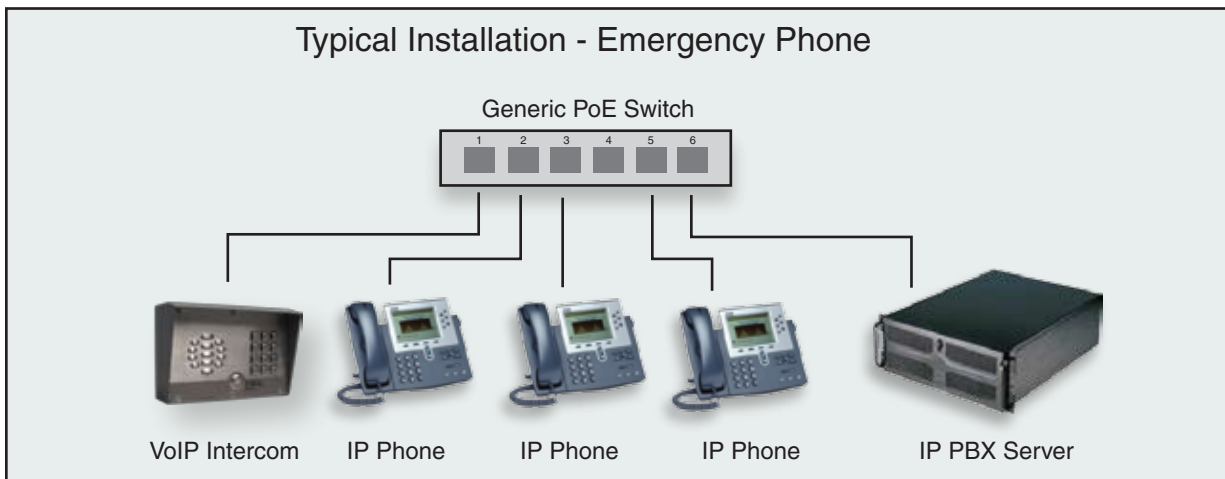 Typical Installation - Emergency Phone
Generic PoE Switch
1 2 3 4 5 6
VoIP Intercom IP Phone IP Phone IP Phone IP PBX Server